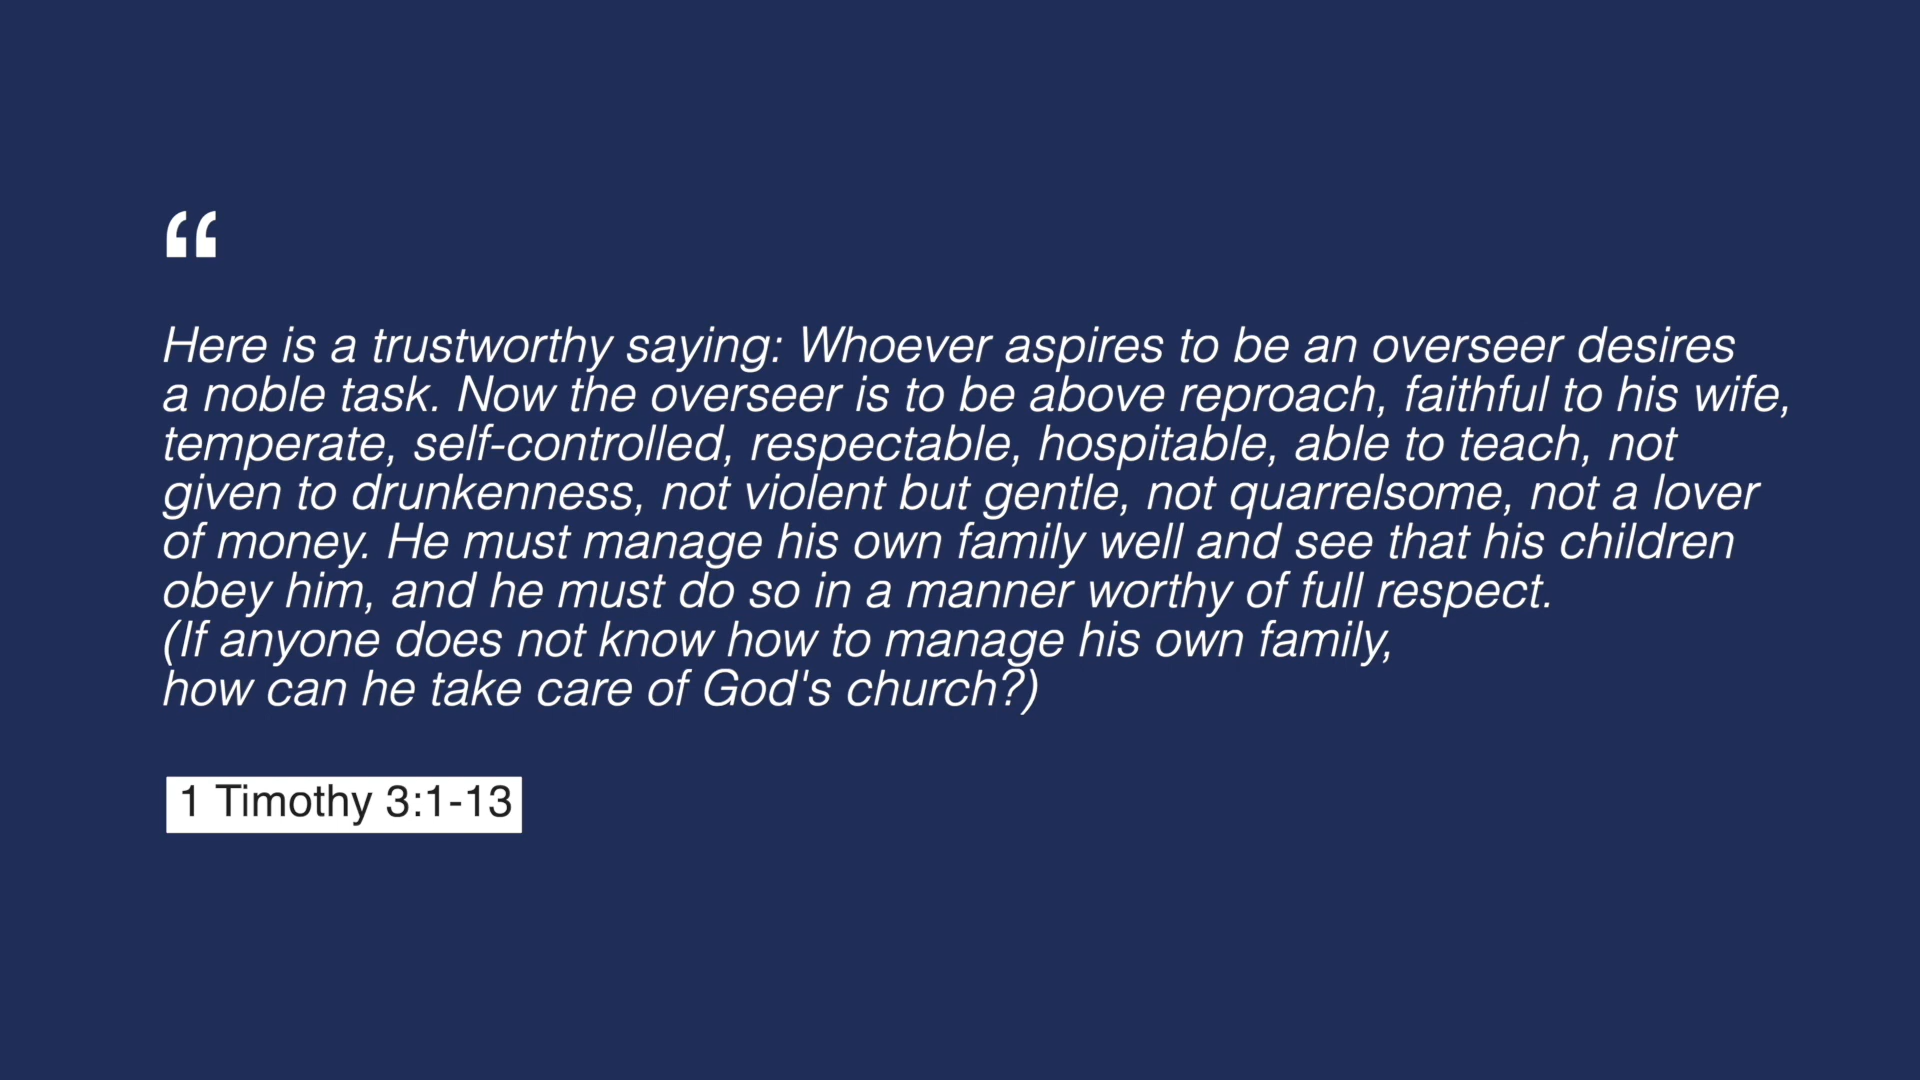 “
Here is a trustworthy saying: Whoever aspires to be an overseer desires
a noble task. Now the overseer is to be above reproach, faithful to his wife,
temperate, self-controlled, respectable, hospitable, able to teach, not
given to drunkenness, not violent but gentle, not quarrelsome, not a lover
of money. He must manage his own family well and see that his children
obey him, and he must do so in a manner worthy of full respect.
(If anyone does not know how to manage his own family,
how can he take care of God's church?)
1 Timothy 3:1-13